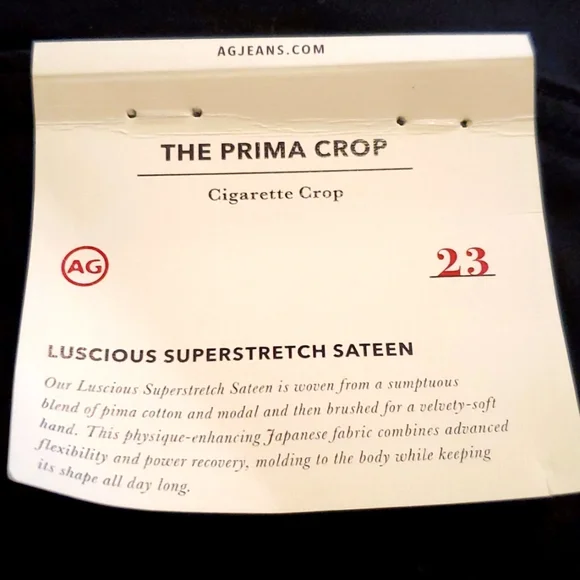 AGJEANS.COM
THE PRIMA CROP
Cigarette Crop
AG
23
LUSCIOUS SUPERSTRETCH SATEEN
Our Luscious Superstretch Sateen is woven from a sumptuous
blend of pima cotton and modal and then brushed for a velvety-soft
hand. This physique-enhancing Japanese fabric combines advanced
flexibility and power recovery, molding to the body while keeping
its shape all day long.